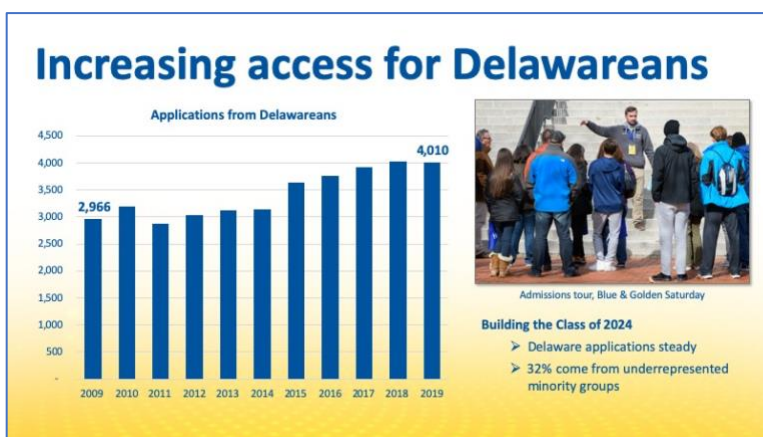 Increasing access for Delawareans
Applications from Delawareans
4,500
4,000
3,500
3,000
2,500
2,000
1,500
1,000
500
-
2,966
4,010
2009 2010 2011 2012 2013 2014 2015 2016 2017 2018 2019
Admissions tour, Blue & Golden Saturday
Building the Class of 2024
➤ Delaware applications steady
➤ 32% come from underrepresented
minority groups